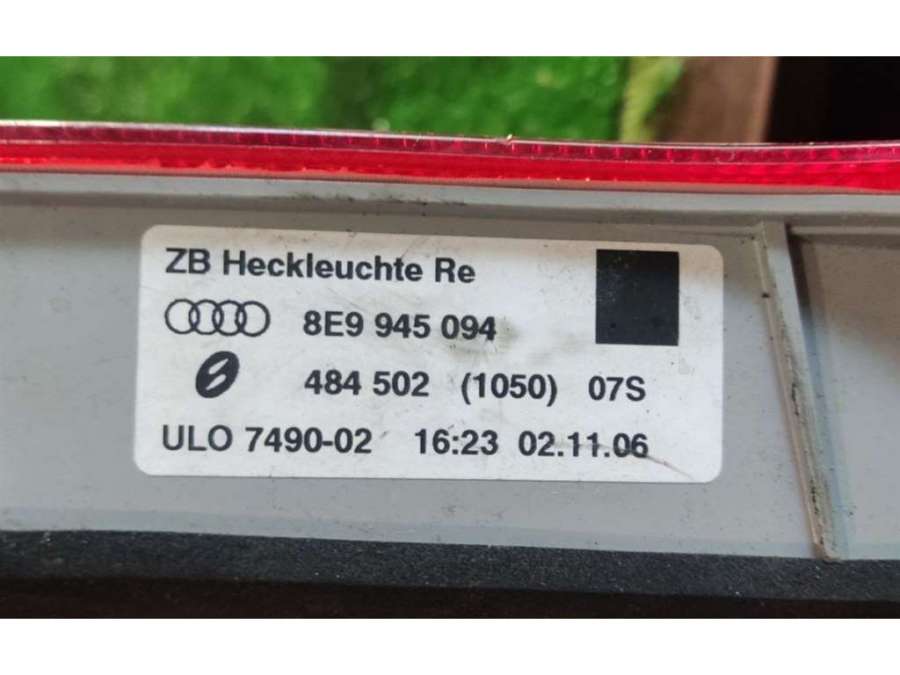 ZB Heckleuchte Re
8E9 945 094
484 502 (1050) 07S
ULO 7490-02 16:23 02.11.06